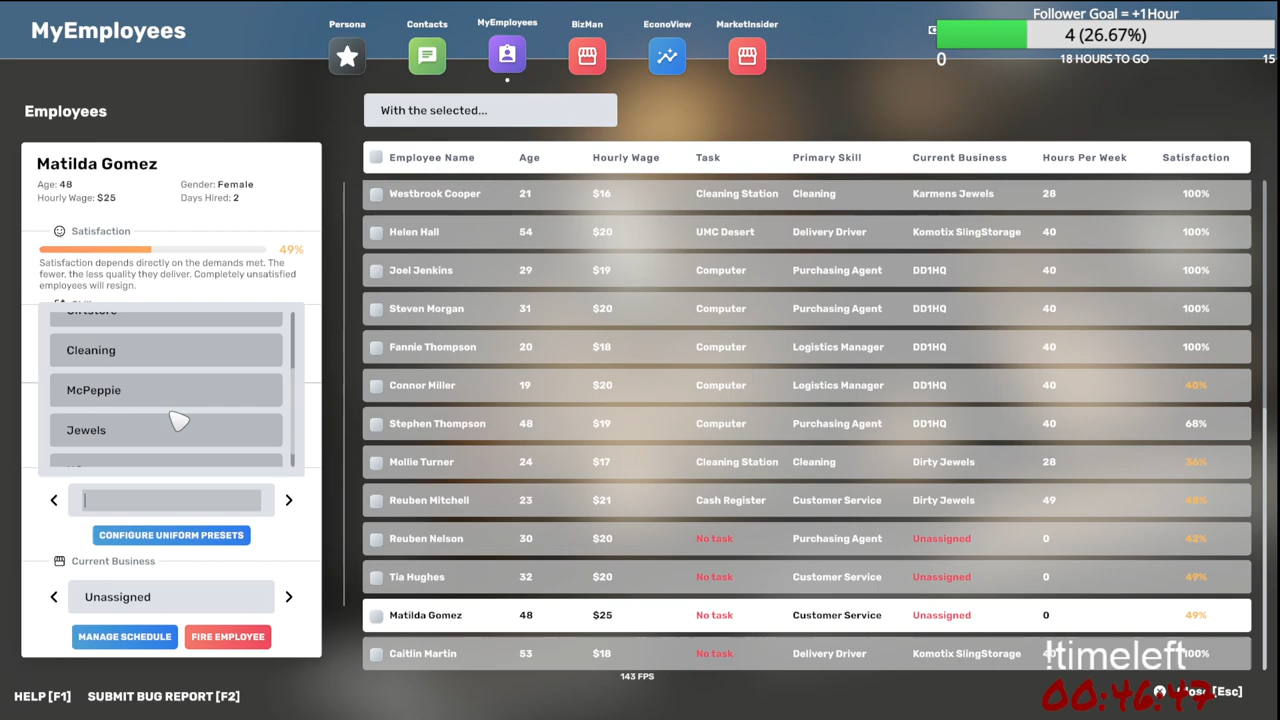 MyEmployees
Persona
Contacts
MyEmployees
BizMan
EconoView
MarketInsider
Follower Goal = +1Hour
4 (26.67%)
0
18 HOURS TO GO
15
Employees
With the selected...
Matilda Gomez
Age: 48
Gender: Female
Hourly Wage: $25
Days Hired: 2
Satisfaction
49%
Satisfaction depends directly on the demands met. The
fewer, the less quality they deliver. Completely unsatisfied
employees will resign.
Giftstore
Cleaning
McPeppie
Jewels
CONFIGURE UNIFORM PRESETS
Current Business
Unassigned
MANAGE SCHEDULE
FIRE EMPLOYEE
Employee Name Age Hourly Wage Task Primary Skill Current Business Hours Per Week Satisfaction
Westbrook Cooper 21 $16 Cleaning Station Cleaning Karmens Jewels 28 100%
Helen Hall 54 $20 UMC Desert Delivery Driver Komotix SlingStorage 40 100%
Joel Jenkins 29 $19 Computer Purchasing Agent DD1HQ 40 100%
Steven Morgan 31 $20 Computer Purchasing Agent DD1HQ 40 100%
Fannie Thompson 20 $18 Computer Logistics Manager DD1HQ 40 100%
Connor Miller 19 $20 Computer Logistics Manager DD1HQ 40 40%
Stephen Thompson 48 $19 Computer Purchasing Agent DD1HQ 40 68%
Mollie Turner 24 $17 Cleaning Station Cleaning Dirty Jewels 28 36%
Reuben Mitchell 23 $21 Cash Register Customer Service Dirty Jewels 49 48%
Reuben Nelson 30 $20 No task Purchasing Agent Unassigned 0 42%
Tia Hughes 32 $20 No task Customer Service Unassigned 0 49%
Matilda Gomez 48 $25 No task Customer Service Unassigned 0 49%
Caitlin Martin 53 $18 No task Delivery Driver Komotix SlingStorage 100%
!timeleft
00:46:47
143 FPS
HELP [F1]
SUBMIT BUG REPORT [F2]
Close [Esc]